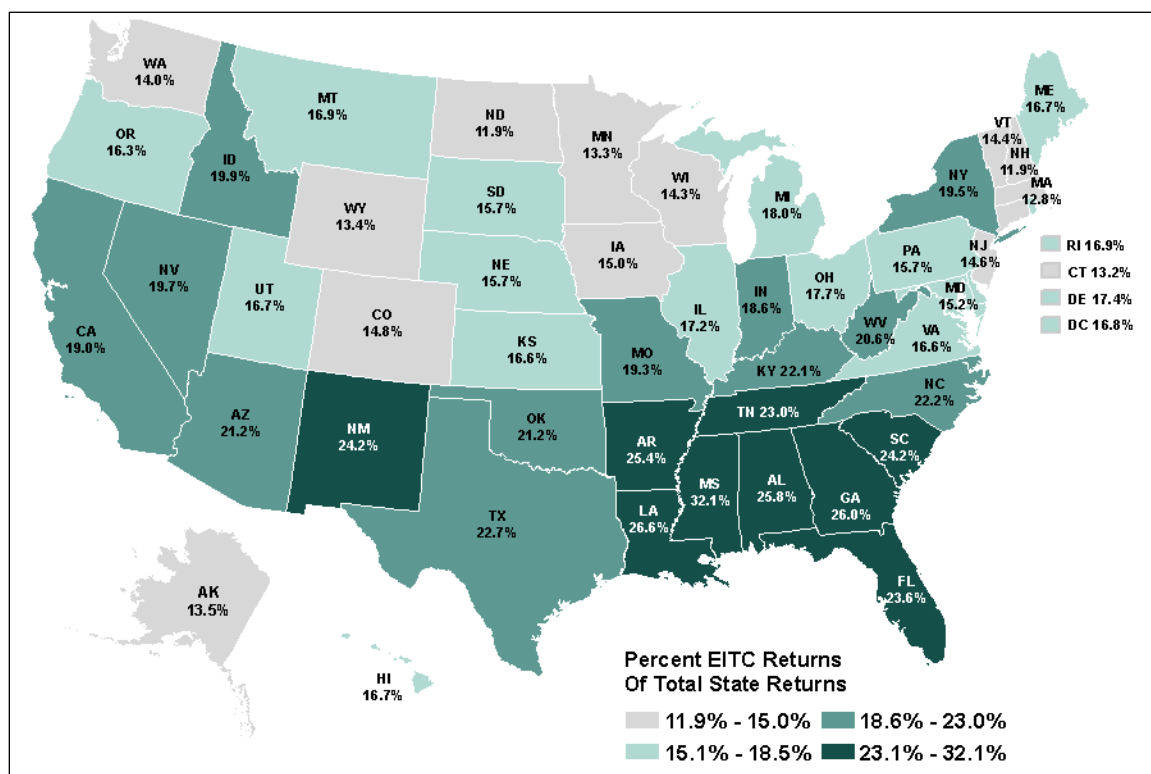 WA
14.0%
MT
16.9%
ND
11.9%
MN
13.3%
ME
16.7%
VT
14.4%
NH
11.9%
OR
16.3%
ID
19.9%
SD
15.7%
WI
14.3%
MI
18.0%
NY
19.5%
MA
12.8%
WY
13.4%
IA
15.0%
NE
15.7%
PA
15.7%
NJ
14.6%
RI 16.9%
CT 13.2%
DE 17.4%
DC 16.8%
NV
19.7%
UT
16.7%
CO
14.8%
IL
17.2%
IN
18.6%
OH
17.7%
MD
15.2%
CA
19.0%
KS
16.6%
MO
19.3%
WV
20.6%
VA
16.6%
KY 22.1%
NC
22.2%
AZ
21.2%
NM
24.2%
OK
21.2%
AR
25.4%
TN 23.0%
SC
24.2%
TX
22.7%
LA
26.6%
MS
32.1%
AL
25.8%
GA
26.0%
FL
23.6%
AK
13.5%
HI
16.7%
Percent EITC Returns
Of Total State Returns
11.9% - 15.0%
18.6% - 23.0%
15.1% - 18.5%
23.1% - 32.1%